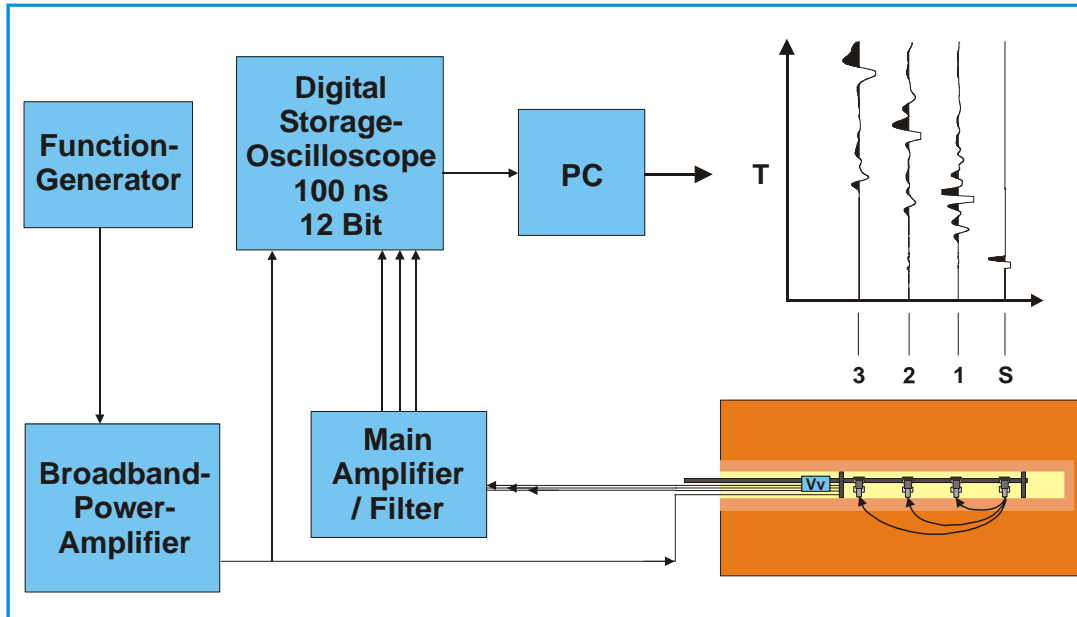 Function-
Generator
Digital
Storage-
Oscilloscope
100 ns
12 Bit
PC
T
3 2 1 S
Broadband-
Power-
Amplifier
Main
Amplifier
/ Filter
Vv